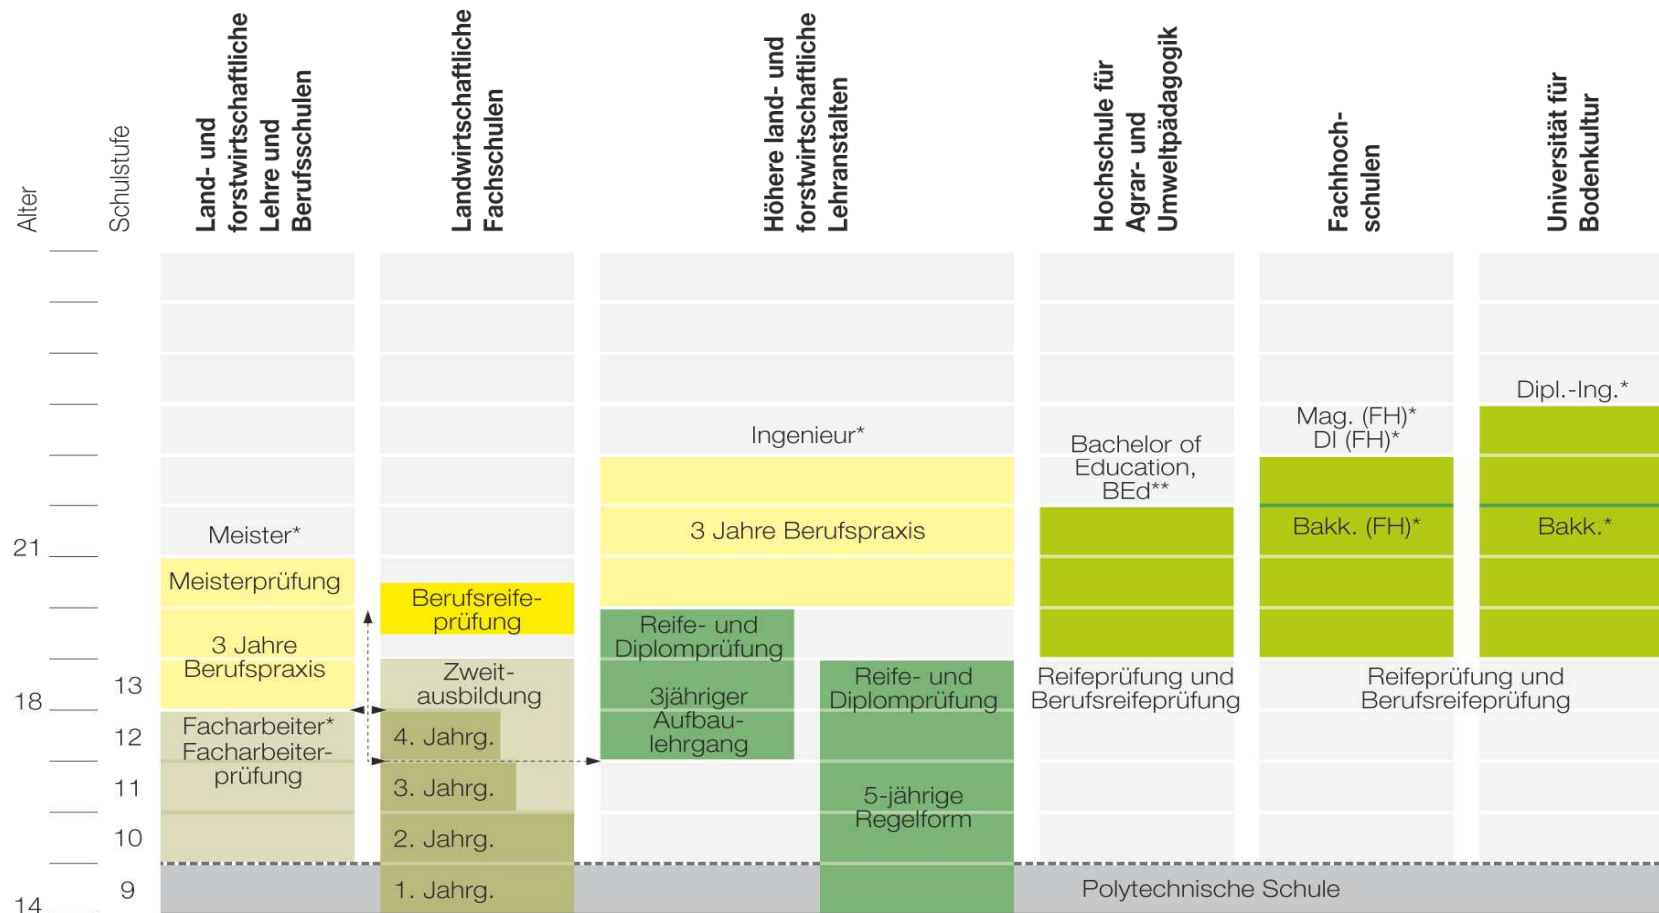 Alter
Schulstufe
Land- und
forstwirtschaftliche
Lehre und
Berufsschulen
Landwirtschaftliche
Fachschulen
Höhere land- und
forstwirtschaftliche
Lehranstalten
Hochschule für
Agrar- und
Umweltpädagogik
Fachhoch-
schulen
Universität für
Bodenkultur
21
18
14
13
12
11
10
9
Meister*
Meisterprüfung
3 Jahre
Berufspraxis
Facharbeiter*
Facharbeiter-
prüfung
Berufsreife-
prüfung
Zweit-
ausbildung
4. Jahrg.
3. Jahrg.
2. Jahrg.
1. Jahrg.
Ingenieur*
3 Jahre Berufspraxis
Reife- und
Diplomprüfung
3jähriger
Aufbau-
lehrgang
Reife- und
Diplomprüfung
5-jährige
Regelform
Bachelor of
Education,
BEd**
Reifeprüfung und
Berufsreifeprüfung
Mag. (FH)*
DI (FH)*
Bakk. (FH)*
Dipl.-Ing.*
Bakk.*
Reifeprüfung und
Berufsreifeprüfung
Polytechnische Schule